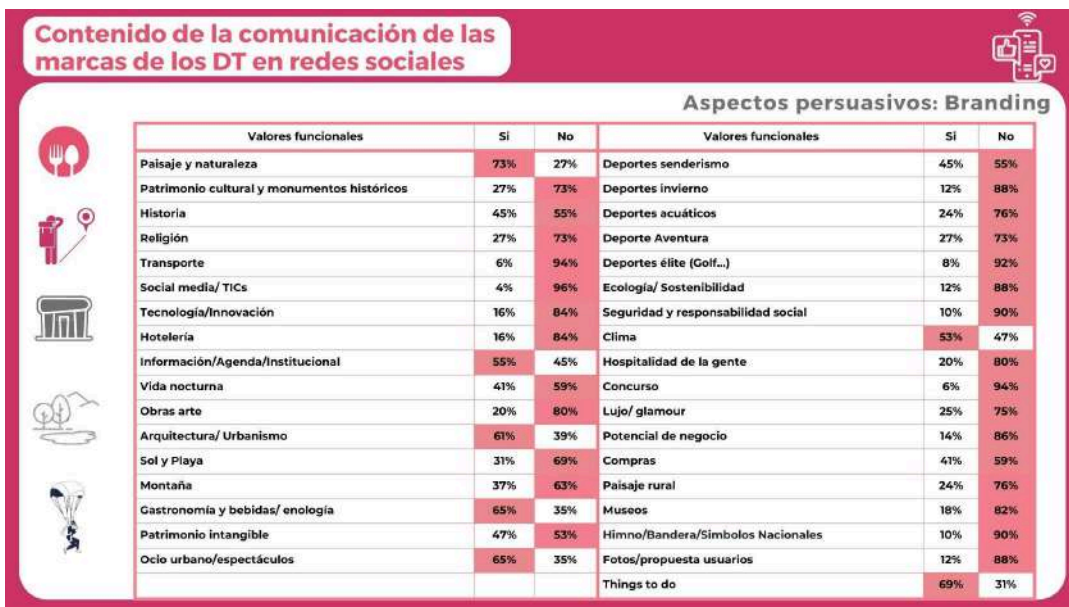 Contenido de la comunicación de las
marcas de los DT en redes sociales
Aspectos persuasivos: Branding
Valores funcionales Si No Valores funcionales Si No
Paisaje y naturaleza 73% 27% Deportes senderismo 45% 55%
Patrimonio cultural y monumentos históricos 27% 73% Deportes invierno 12% 88%
Historia 45% 55% Deportes acuáticos 24% 76%
Religión 27% 73% Deporte Aventura 27% 73%
Transporte 6% 94% Deportes élite (Golf...) 8% 92%
Social media/ TICs 4% 96% Ecología/ Sostenibilidad 12% 88%
Tecnología/Innovación 16% 84% Seguridad y responsabilidad social 10% 90%
Hotelería 16% 84% Clima 53% 47%
Información/Agenda/Institucional 55% 45% Hospitalidad de la gente 20% 80%
Vida nocturna 41% 59% Concurso 6% 94%
Obras arte 20% 80% Lujo/ glamour 25% 75%
Arquitectura/ Urbanismo 61% 39% Potencial de negocio 14% 86%
Sol y Playa 31% 69% Compras 41% 59%
Montaña 37% 63% Paisaje rural 24% 76%
Gastronomía y bebidas/ enología 65% 35% Museos 18% 82%
Patrimonio intangible 47% 53% Himno/Bandera/Simbolos Nacionales 10% 90%
Ocio urbano/espectáculos 65% 35% Fotos/propuesta usuarios 12% 88%
Things to do 69% 31%